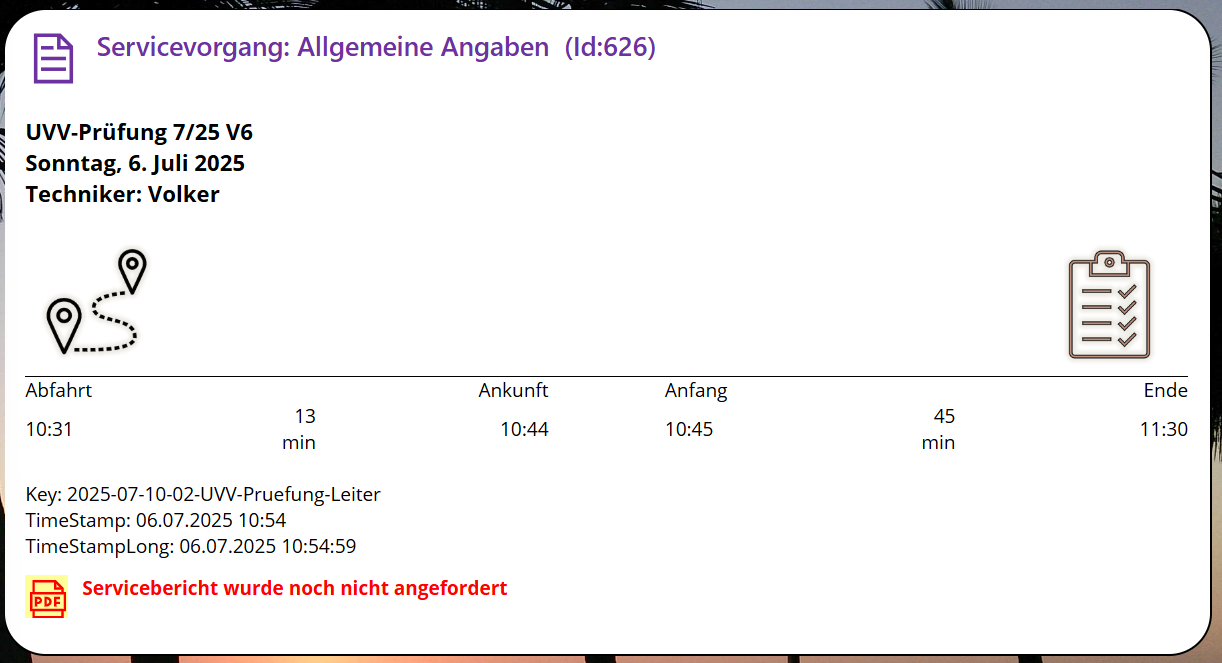 Servicevorgang: Allgemeine Angaben (Id:626)
UVV-Prüfung 7/25 V6
Sonntag, 6. Juli 2025
Techniker: Volker
Abfahrt Ankunft Anfang Ende
10:31 13 min 10:44 10:45 45 min 11:30
Key: 2025-07-10-02-UVV-Pruefung-Leiter
TimeStamp: 06.07.2025 10:54
TimeStampLong: 06.07.2025 10:54:59
PDF Servicebericht wurde noch nicht angefordert